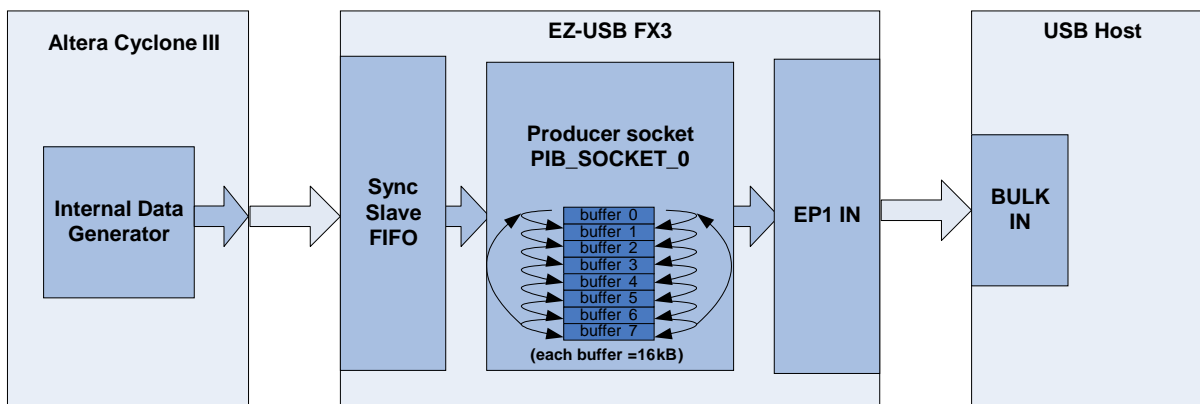 Altera Cyclone III
Internal Data
Generator
EZ-USB FX3
Sync
Slave
FIFO
Producer socket
PIB_SOCKET_0
buffer 0
buffer 1
buffer 2
buffer 3
buffer 4
buffer 5
buffer 6
buffer 7
(each buffer =16kB)
EP1 IN
USB Host
BULK
IN